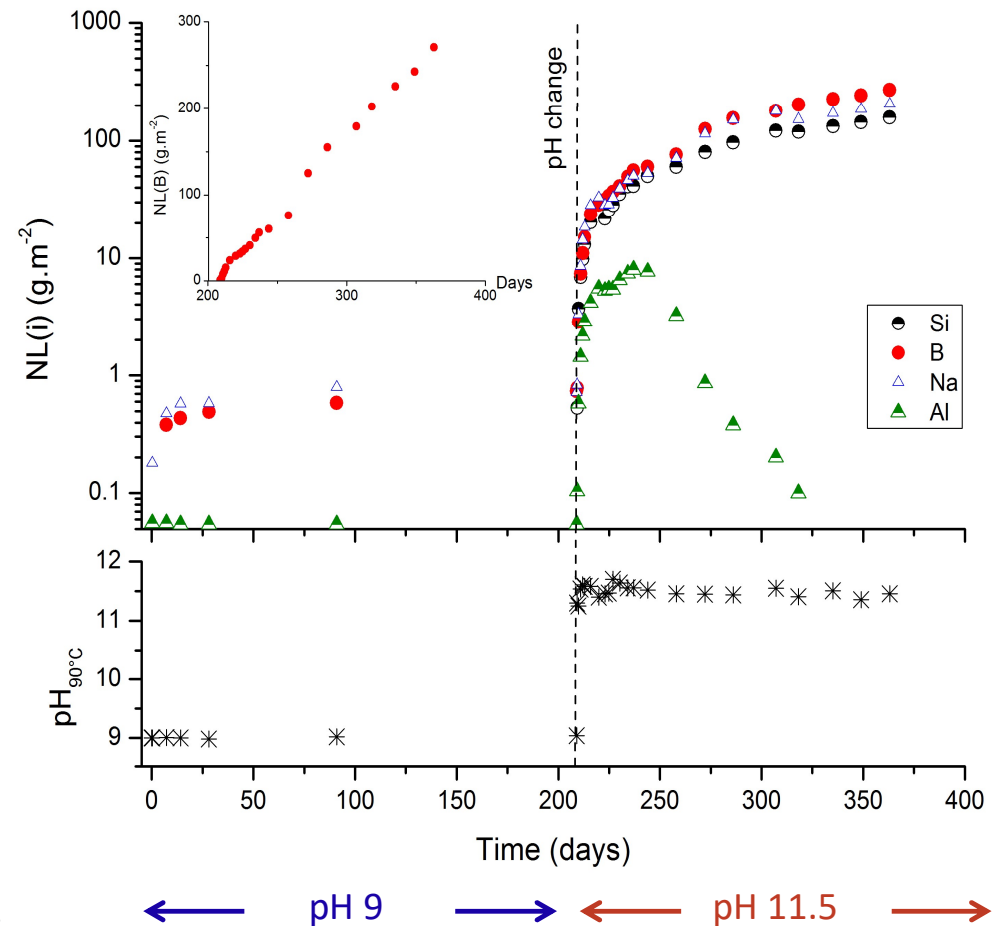 1000
100
10
1
0.1
NL(i) (g.m-2)
300
200
100
0
NL(B) (g.m-2)
200
300
400
Days
pH change
Si
B
Na
Al
12
11
10
9
pH90°C
0
50
100
150
200
250
300
350
400
Time (days)
pH 9
pH 11.5